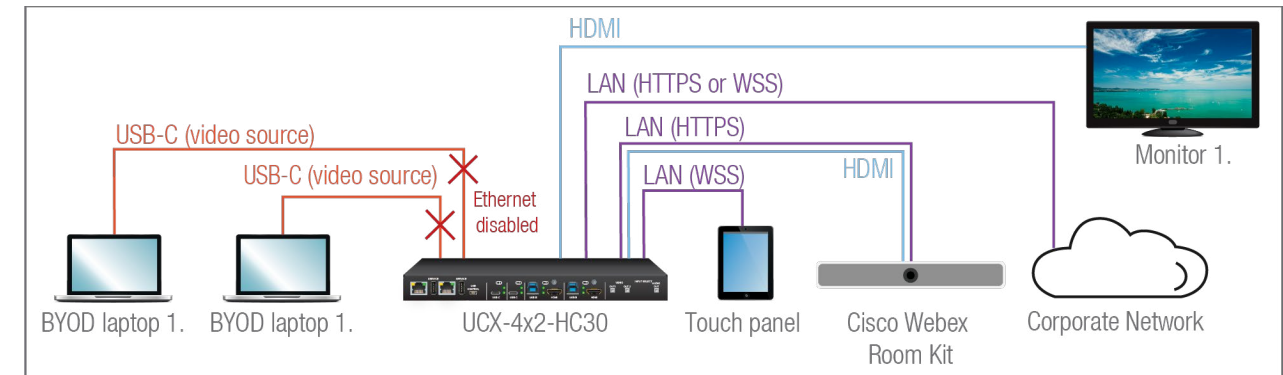 HDMI
LAN (HTTPS or WSS)
USB-C (video source)
LAN (HTTPS)
Monitor 1.
USB-C (video source)
LAN (WSS)
HDMI
Ethernet
disabled
BYOD laptop 1.
BYOD laptop 1.
UCX-4x2-HC30
Touch panel
Cisco Webex
Room Kit
Corporate Network